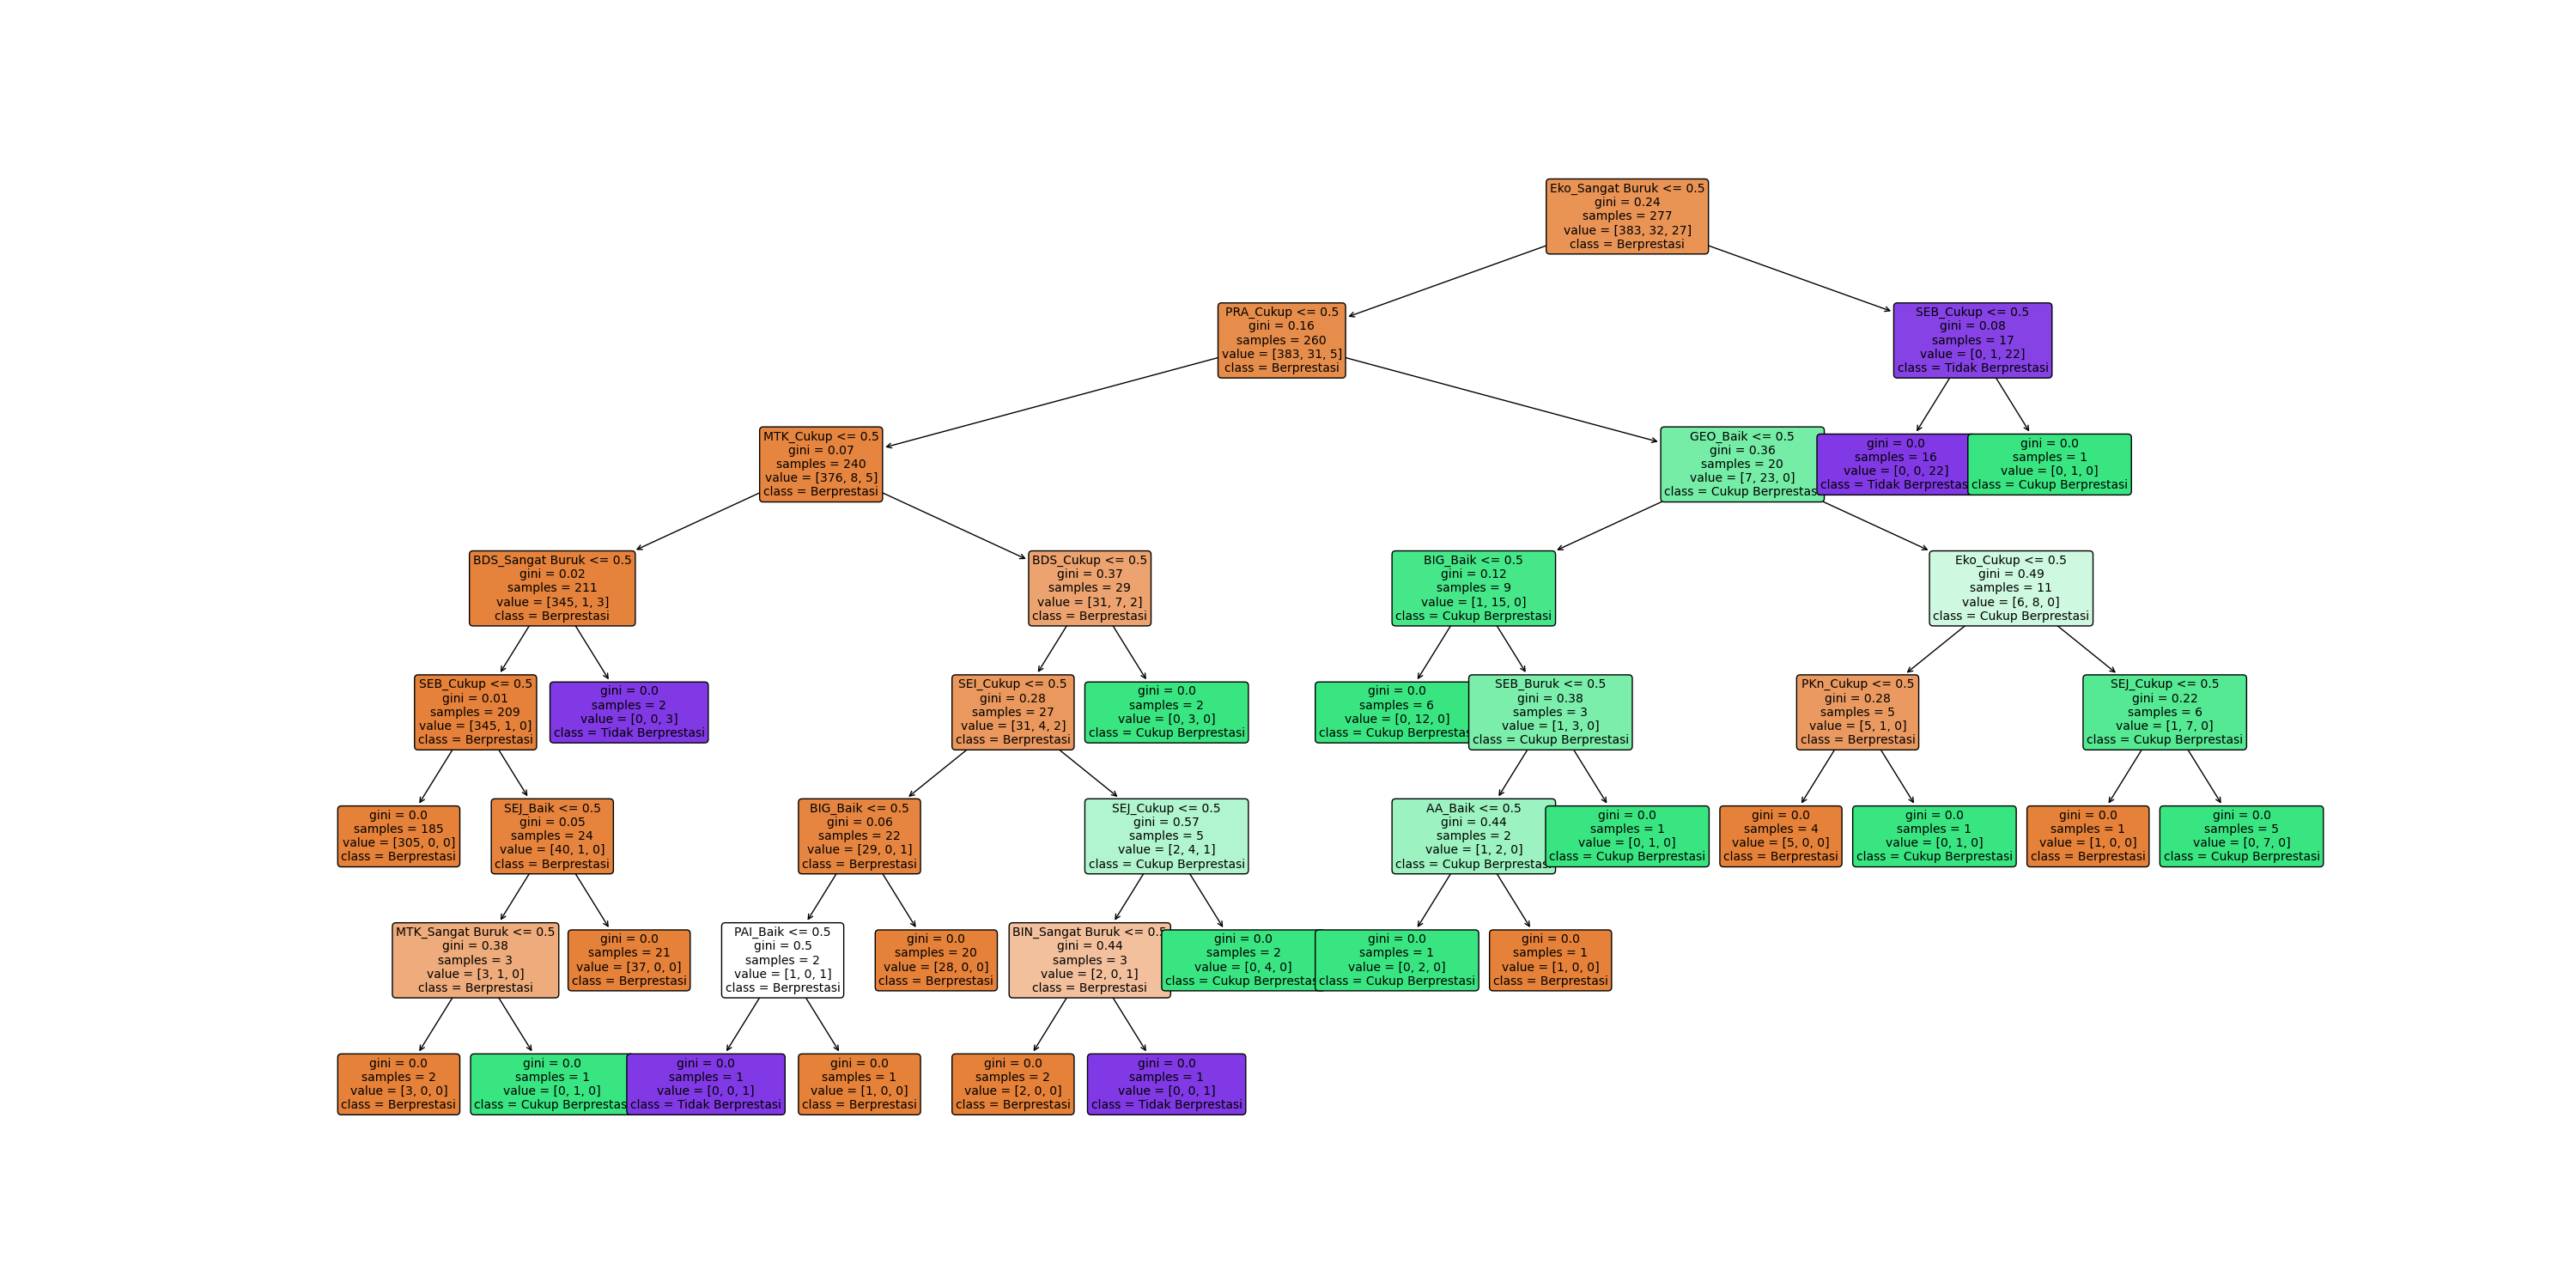 Eko_Sangat Buruk <= 0.5
gini = 0.24
samples = 277
value = [383, 32, 27]
class = Berprestasi
PRA_Cukup <= 0.5
gini = 0.16
samples = 260
value = [383, 31, 5]
class = Berprestasi
SEB_Cukup <= 0.5
gini = 0.08
samples = 17
value = [0, 1, 22]
class = Tidak Berprestasi
MTK_Cukup <= 0.5
gini = 0.07
samples = 240
value = [376, 8, 5]
class = Berprestasi
GEO_Baik <= 0.5
gini = 0.36
samples = 20
value = [7, 23, 0]
class = Cukup Berprestas
gini = 0.0
samples = 16
value = [0, 0, 22]
class = Tidak Berprestas
gini = 0.0
samples = 1
value = [0, 1, 0]
class = Cukup Berprestasi
BDS_Sangat Buruk <= 0.5
gini = 0.02
samples = 211
value = [345, 1, 3]
class = Berprestasi
BDS_Cukup <= 0.5
gini = 0.37
samples = 29
value = [31, 7, 2]
class = Berprestasi
BIG_Baik <= 0.5
gini = 0.12
samples = 9
value = [1, 15, 0]
class = Cukup Berprestasi
Eko_Cukup <= 0.5
gini = 0.49
samples = 11
value = [6, 8, 0]
class = Cukup Berprestasi
SEB_Cukup <= 0.5
gini = 0.01
samples = 209
value = [345, 1, 0]
class = Berprestasi
gini = 0.0
samples = 2
value = [0, 0, 3]
class = Tidak Berprestasi
SEI_Cukup <= 0.5
gini = 0.28
samples = 27
value = [31, 4, 2]
class = Berprestasi
gini = 0.0
samples = 2
value = [0, 3, 0]
class = Cukup Berprestasi
gini = 0.0
samples = 6
value = [0, 12, 0]
class = Cukup Berprestas
SEB_Buruk <= 0.5
gini = 0.38
samples = 3
value = [1, 3, 0]
class = Cukup Berprestasi
PKn_Cukup <= 0.5
gini = 0.28
samples = 5
value = [5, 1, 0]
class = Berprestasi
SEJ_Cukup <= 0.5
gini = 0.22
samples = 6
value = [1, 7, 0]
class = Cukup Berprestasi
gini = 0.0
samples = 185
value = [305, 0, 0]
class = Berprestasi
SEJ_Baik <= 0.5
gini = 0.05
samples = 24
value = [40, 1, 0]
class = Berprestasi
BIG_Baik <= 0.5
gini = 0.06
samples = 22
value = [29, 0, 1]
class = Berprestasi
SEJ_Cukup <= 0.5
gini = 0.57
samples = 5
value = [2, 4, 1]
class = Cukup Berprestasi
AA_Baik <= 0.5
gini = 0.44
samples = 2
value = [1, 2, 0]
class = Cukup Berprestas
gini = 0.0
samples = 1
value = [0, 1, 0]
class = Cukup Berprestasi
gini = 0.0
samples = 4
value = [5, 0, 0]
class = Berprestasi
gini = 0.0
samples = 1
value = [0, 1, 0]
class = Cukup Berprestasi
gini = 0.0
samples = 1
value = [1, 0, 0]
class = Berprestasi
gini = 0.0
samples = 5
value = [0, 7, 0]
class = Cukup Berprestasi
MTK_Sangat Buruk <= 0.5
gini = 0.38
samples = 3
value = [3, 1, 0]
class = Berprestasi
gini = 0.0
samples = 21
value = [37, 0, 0]
class = Berprestasi
PAI_Baik <= 0.5
gini = 0.5
samples = 2
value = [1, 0, 1]
class = Berprestasi
gini = 0.0
samples = 20
value = [28, 0, 0]
class = Berprestasi
BIN_Sangat Buruk <= 0.5
gini = 0.44
samples = 3
value = [2, 0, 1]
class = Berprestasi
gini = 0.0
samples = 2
value = [0, 4, 0]
class = Cukup Berprestas
gini = 0.0
samples = 1
value = [0, 2, 0]
class = Cukup Berprestasi
gini = 0.0
samples = 1
value = [1, 0, 0]
class = Berprestasi
gini = 0.0
samples = 2
value = [3, 0, 0]
class = Berprestasi
gini = 0.0
samples = 1
value = [0, 1, 0]
class = Cukup Berprestas
gini = 0.0
samples = 1
value = [0, 0, 1]
class = Tidak Berprestasi
gini = 0.0
samples = 1
value = [1, 0, 0]
class = Berprestasi
gini = 0.0
samples = 2
value = [2, 0, 0]
class = Berprestasi
gini = 0.0
samples = 1
value = [0, 0, 1]
class = Tidak Berprestasi